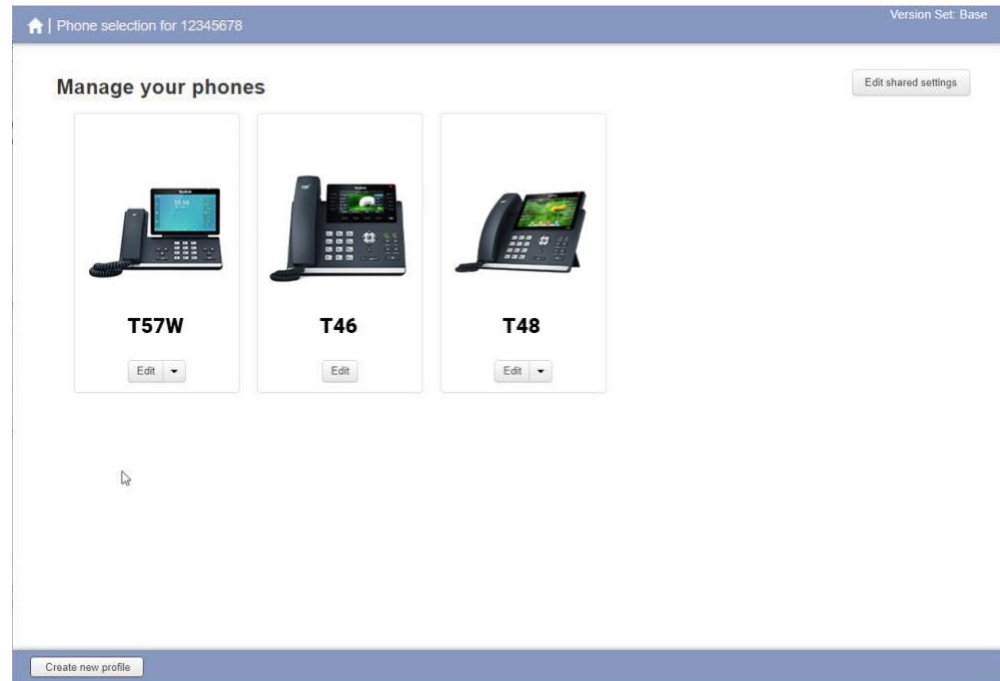 Version Set: Base
Phone selection for 12345678
Manage your phones
Edit shared settings
T57W
T46
T48
Edit
Edit
Edit
Create new profile